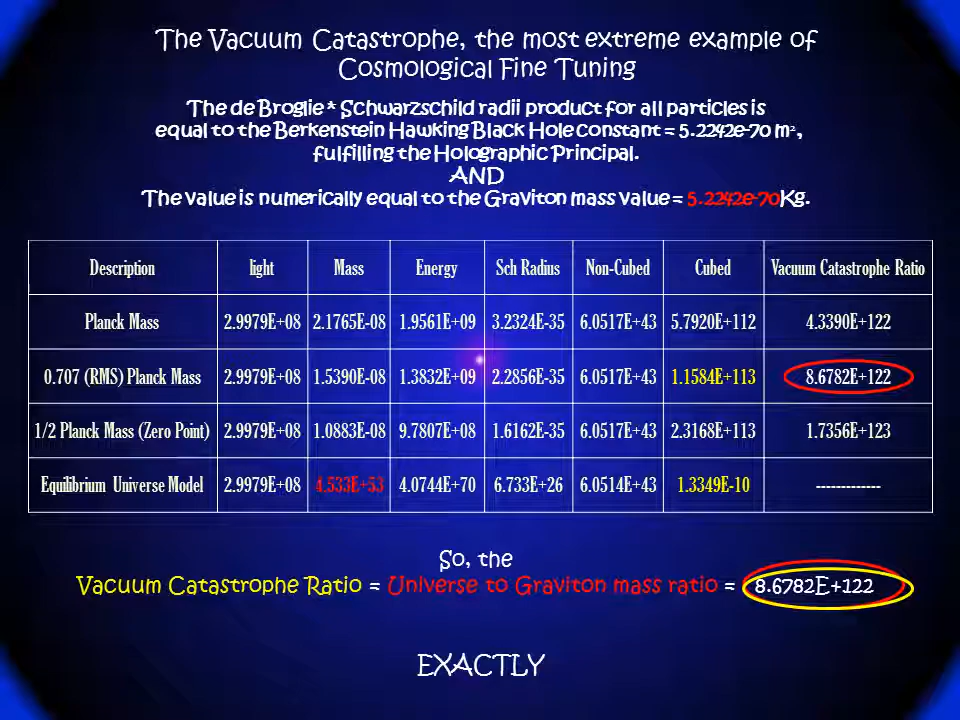 The Vacuum Catastrophe, the most extreme example of
Cosmological Fine Tuning
The de Broglie * Schwarzschild radii product for all particles is
equal to the Berkenstein Hawking Black Hole constant = 5.2242e-70 m²,
fulfilling the Holographic Principal.
AND
The value is numerically equal to the Graviton mass value = 5.2242e-70Kg.
Description light Mass Energy Sch Radius Non-Cubed Cubed Vacuum Catastrophe Ratio
Planck Mass 2.9979E+08 2.1765E-08 1.9561E+09 3.2324E-35 6.0517E+43 5.7920E+112 4.3390E+122
0.707 (RMS) Planck Mass 2.9979E+08 1.5390E-08 1.3832E+09 2.2856E-35 6.0517E+43 1.1584E+113 8.6782E+122
1/2 Planck Mass (Zero Point) 2.9979E+08 1.0883E-08 9.7807E+08 1.6162E-35 6.0517E+43 2.3168E+113 1.7356E+123
Equilibrium Universe Model 2.9979E+08 4.533E+53 4.0744E+70 6.733E+26 6.0514E+43 1.3349E-10 -------------
So, the
Vacuum Catastrophe Ratio = Universe to Graviton mass ratio = 8.6782E+122
EXACTLY